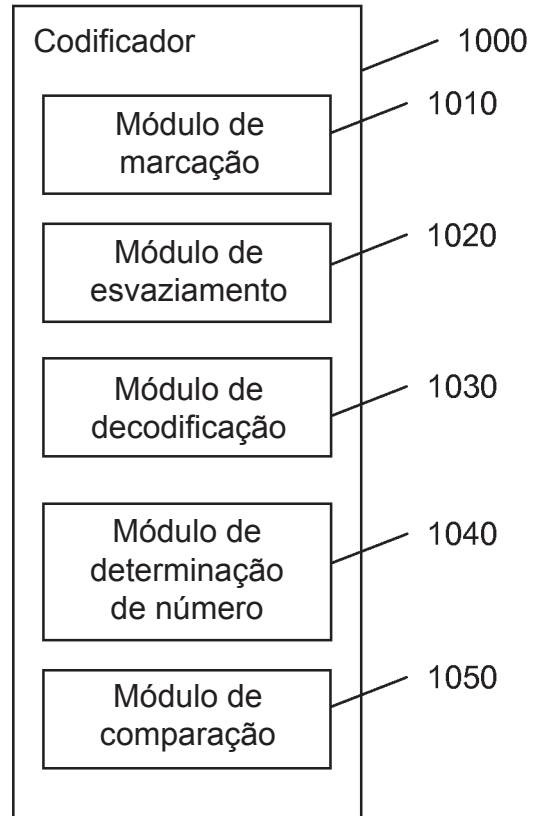 Codificador
1000
Módulo de
marcação
1010
Módulo de
esvaziamento
1020
Módulo de
decodificação
1030
Módulo de
determinação
de número
1040
Módulo de
comparação
1050